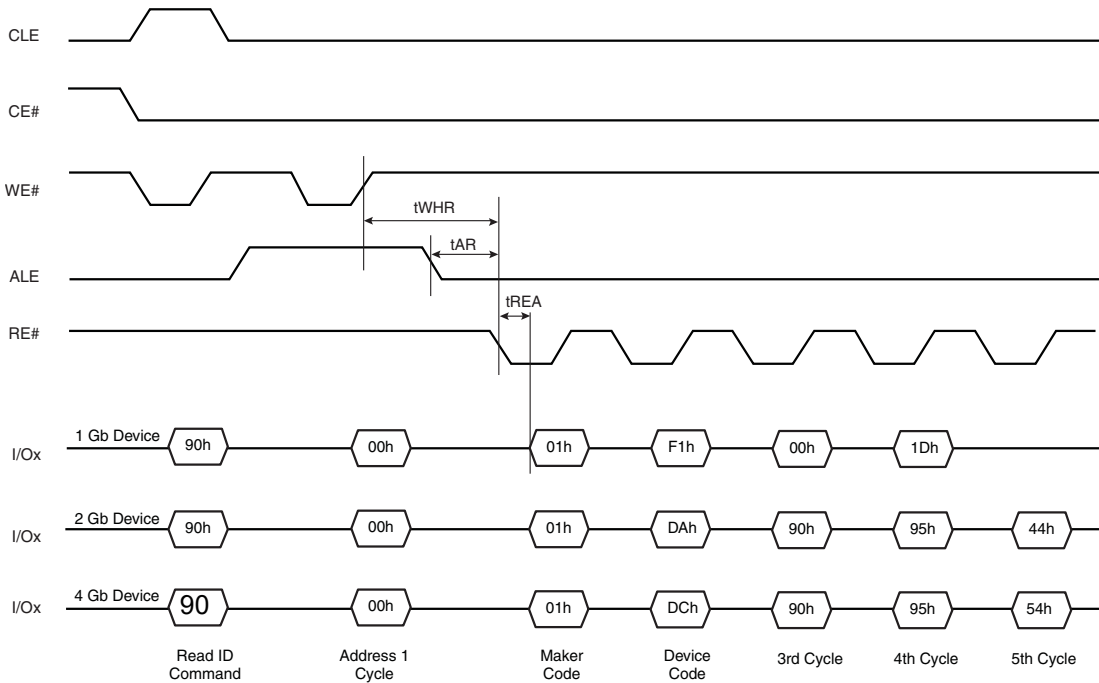 CLE
CE#
WE#
tWHR
tAR
ALE
tREA
RE#
1 Gb Device
I/Ox 90h 00h 01h F1h 00h 1Dh
2 Gb Device
I/Ox 90h 00h 01h DAh 90h 95h 44h
4 Gb Device
I/Ox 90 00h 01h DCh 90h 95h 54h
Read ID Address 1 Maker Device 3rd Cycle 4th Cycle 5th Cycle
Command Cycle Code Code